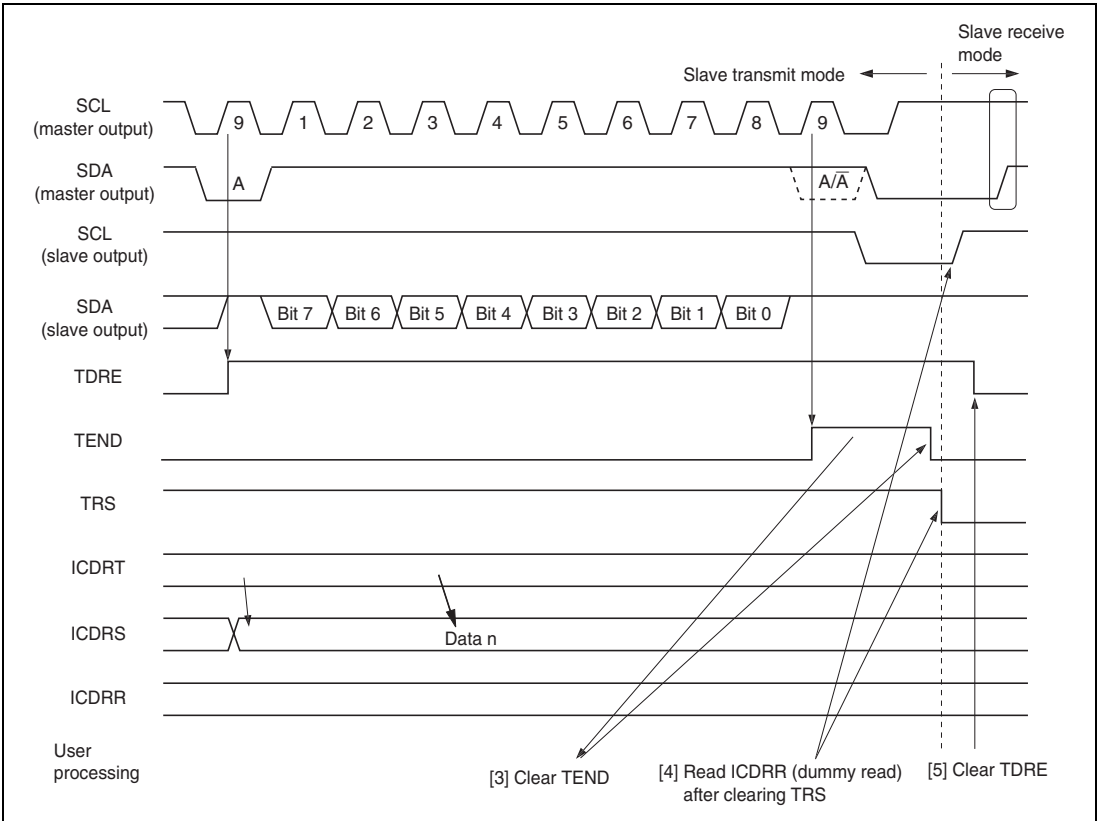 Slave receive
mode
Slave transmit mode
SCL
(master output)
9 1 2 3 4 5 6 7 8 9
SDA
(master output)
A A/A̅
SCL
(slave output)
SDA
(slave output)
Bit 7 Bit 6 Bit 5 Bit 4 Bit 3 Bit 2 Bit 1 Bit 0
TDRE
TEND
TRS
ICDRT
ICDRS
Data n
ICDRR
User
processing
[3] Clear TEND
[4] Read ICDRR (dummy read)
after clearing TRS
[5] Clear TDRE